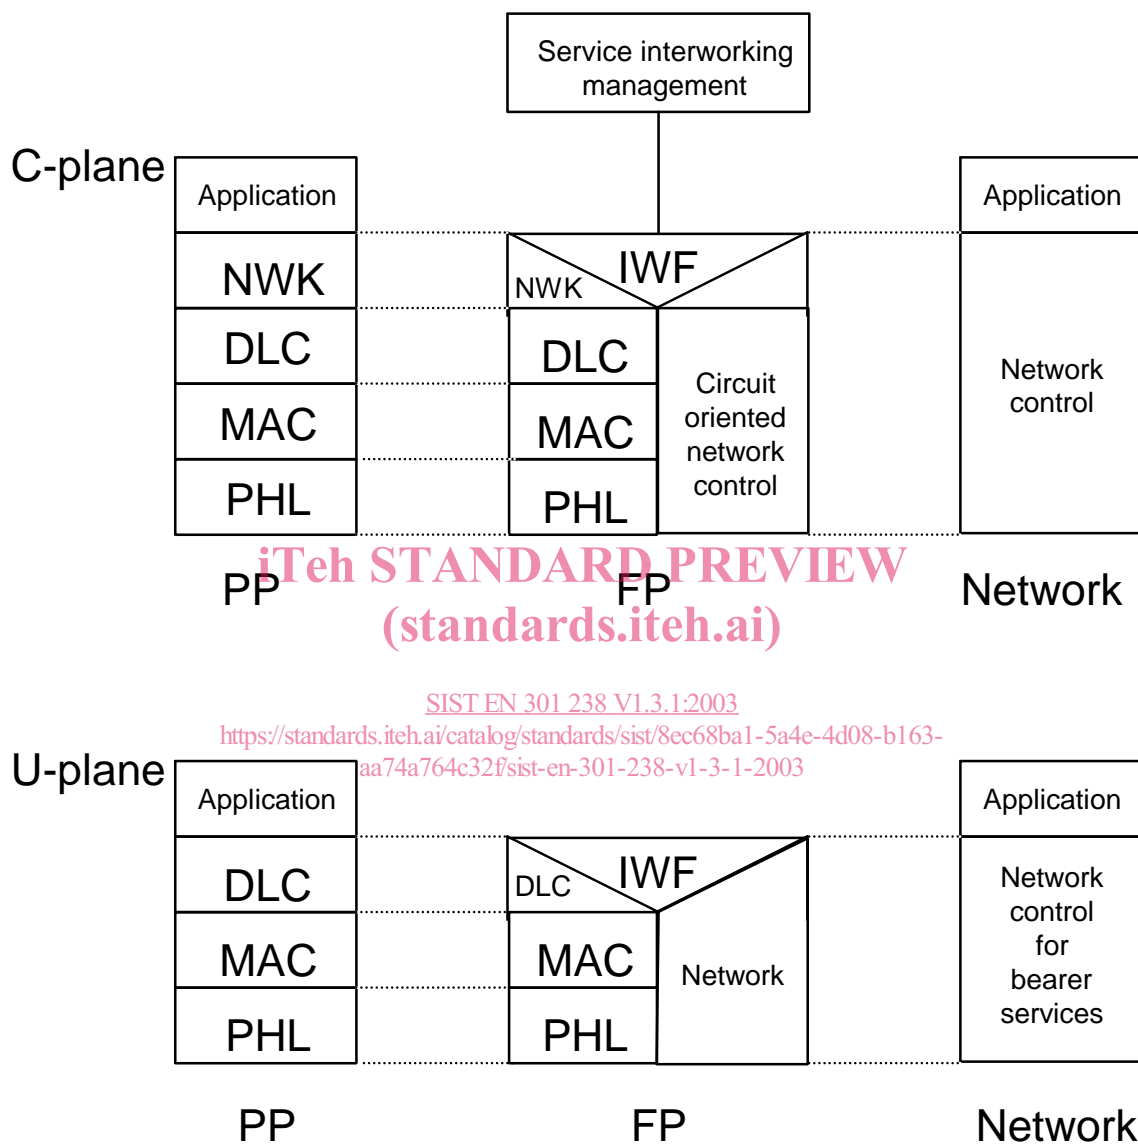 Service interworking
management
C-plane
Application
NWK
DLC
MAC
PHL
PP
IWF
NWK
DLC
MAC
PHL
Circuit
oriented
network
control
FP
Application
Network
control
Network
iTeh STANDARD PREVIEW
(standards.iteh.ai)
SIST EN 301 238 V1.3.1:2003
https://standards.iteh.ai/catalog/standards/sist/8ec68ba1-5a4e-4d08-b163-
aa74a764c32f/sist-en-301-238-v1-3-1-2003
U-plane
Application
DLC
MAC
PHL
PP
IWF
DLC
MAC
PHL
Network
FP
Application
Network
control
for
bearer
services
Network